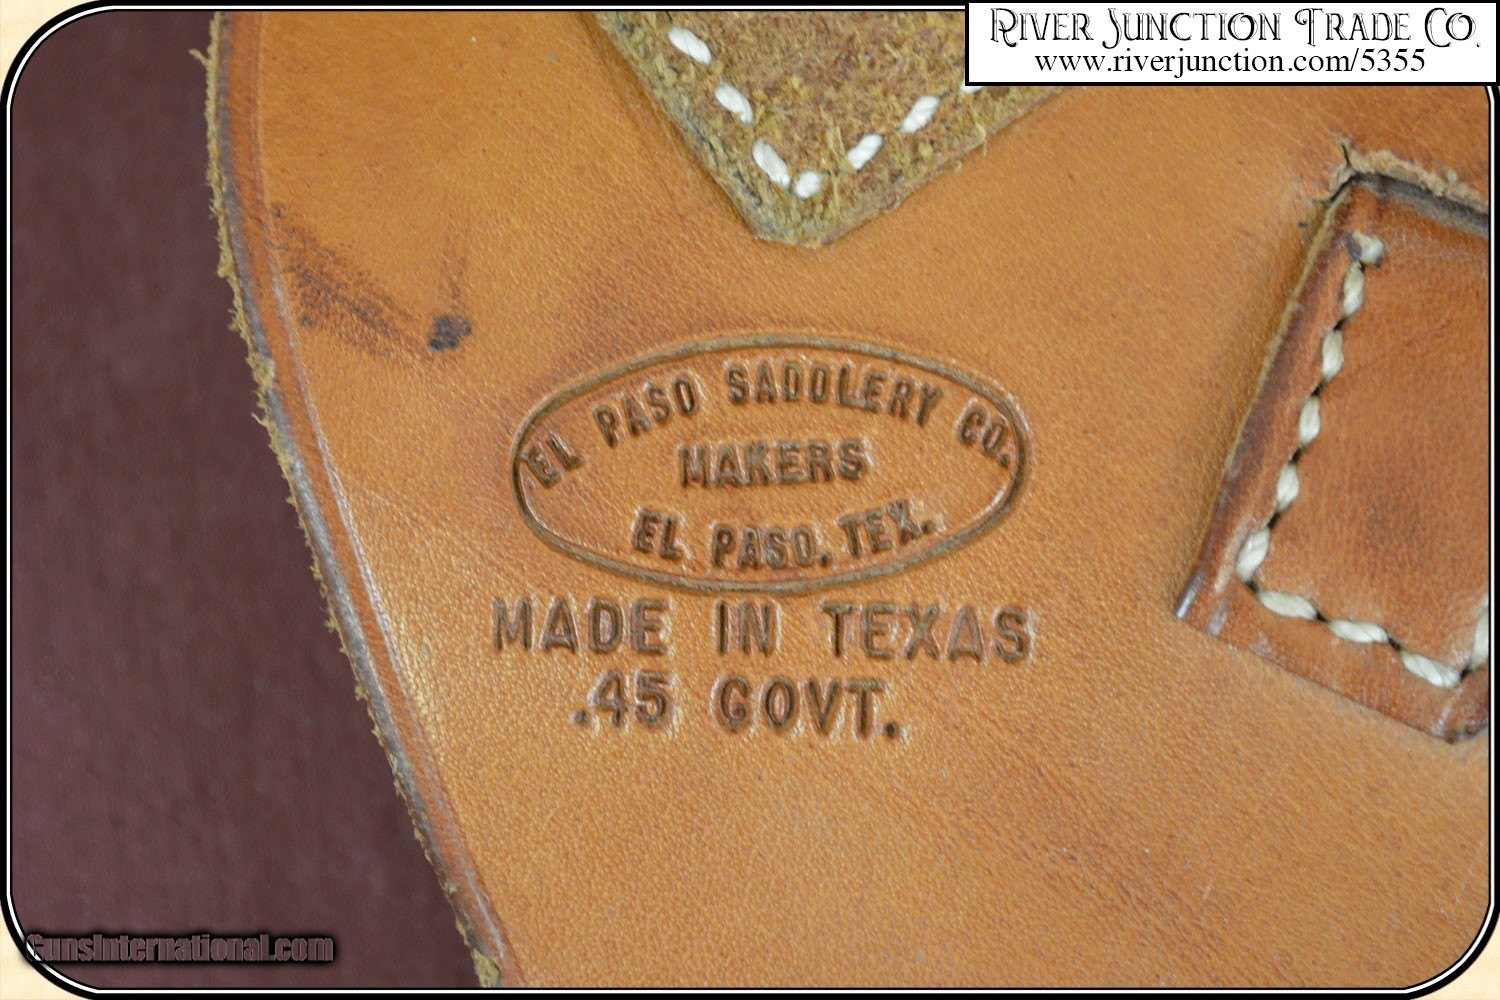 RIVER JUNCTION TRADE CO.
www.riverjunction.com/5355
EL PASO SADDLERY CO.
MAKERS
EL PASO, TEX.
MADE IN TEXAS
.45 GOVT.
GunsInternational.com